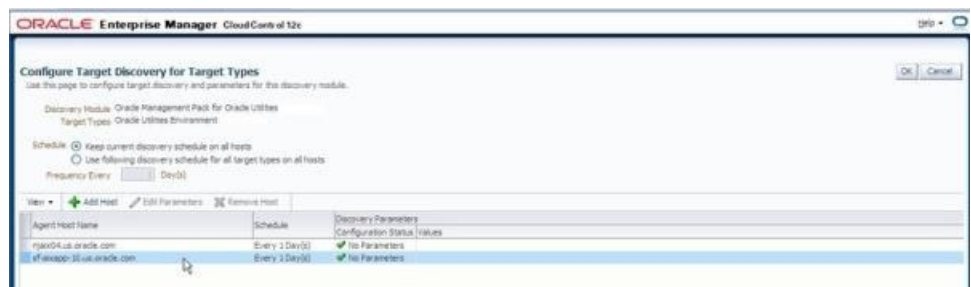 ORACLE Enterprise Manager Cloud Control 12c
Help
Configure Target Discovery for Target Types
OK Cancel
Use this page to configure target discovery and parameters for this discovery module.
Discovery Module Oracle Management Pack for Oracle Utilities
Target Types Oracle Utilities Environment
Schedule Keep current discovery schedule on all hosts
Use following discovery schedule for all target types on all hosts
Frequency Every Day(s)
View Add Host Edit Parameters Remove Host
Agent Host Name Schedule Discovery Parameters
Configuration Status Values
Every 1 Day(s) No Parameters
Every 1 Day(s) No Parameters